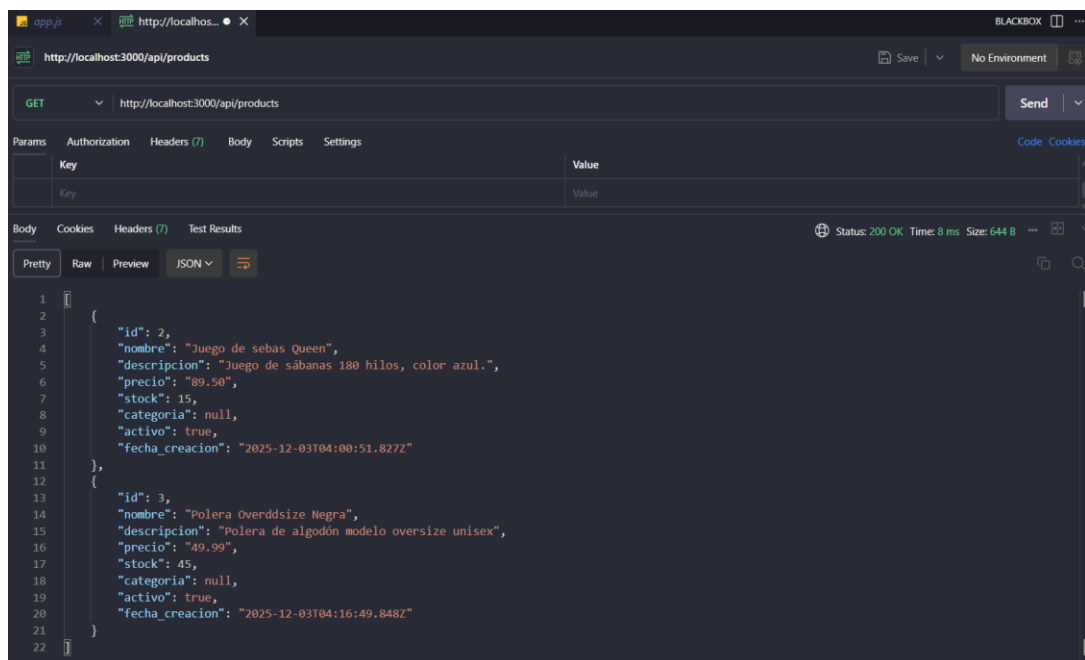 app.js × HTTP http://localhos... ● × BLACKBOX ...
HTTP http://localhost:3000/api/products Save No Environment
GET http://localhost:3000/api/products Send
Params Authorization Headers (7) Body Scripts Settings Code Cookies
Key Value
Key Value
Body Cookies Headers (7) Test Results Status: 200 OK Time: 8 ms Size: 644 B ...
Pretty Raw Preview JSON
1 [
2 {
3 "id": 2,
4 "nombre": "Juego de sebas Queen",
5 "descripcion": "Juego de sábanas 180 hilos, color azul.",
6 "precio": "89.50",
7 "stock": 15,
8 "categoria": null,
9 "activo": true,
10 "fecha_creacion": "2025-12-03T04:00:51.827Z"
11 },
12 {
13 "id": 3,
14 "nombre": "Polera Overddsize Negra",
15 "descripcion": "Polera de algodón modelo oversize unisex",
16 "precio": "49.99",
17 "stock": 45,
18 "categoria": null,
19 "activo": true,
20 "fecha_creacion": "2025-12-03T04:16:49.848Z"
21 }
22 ]